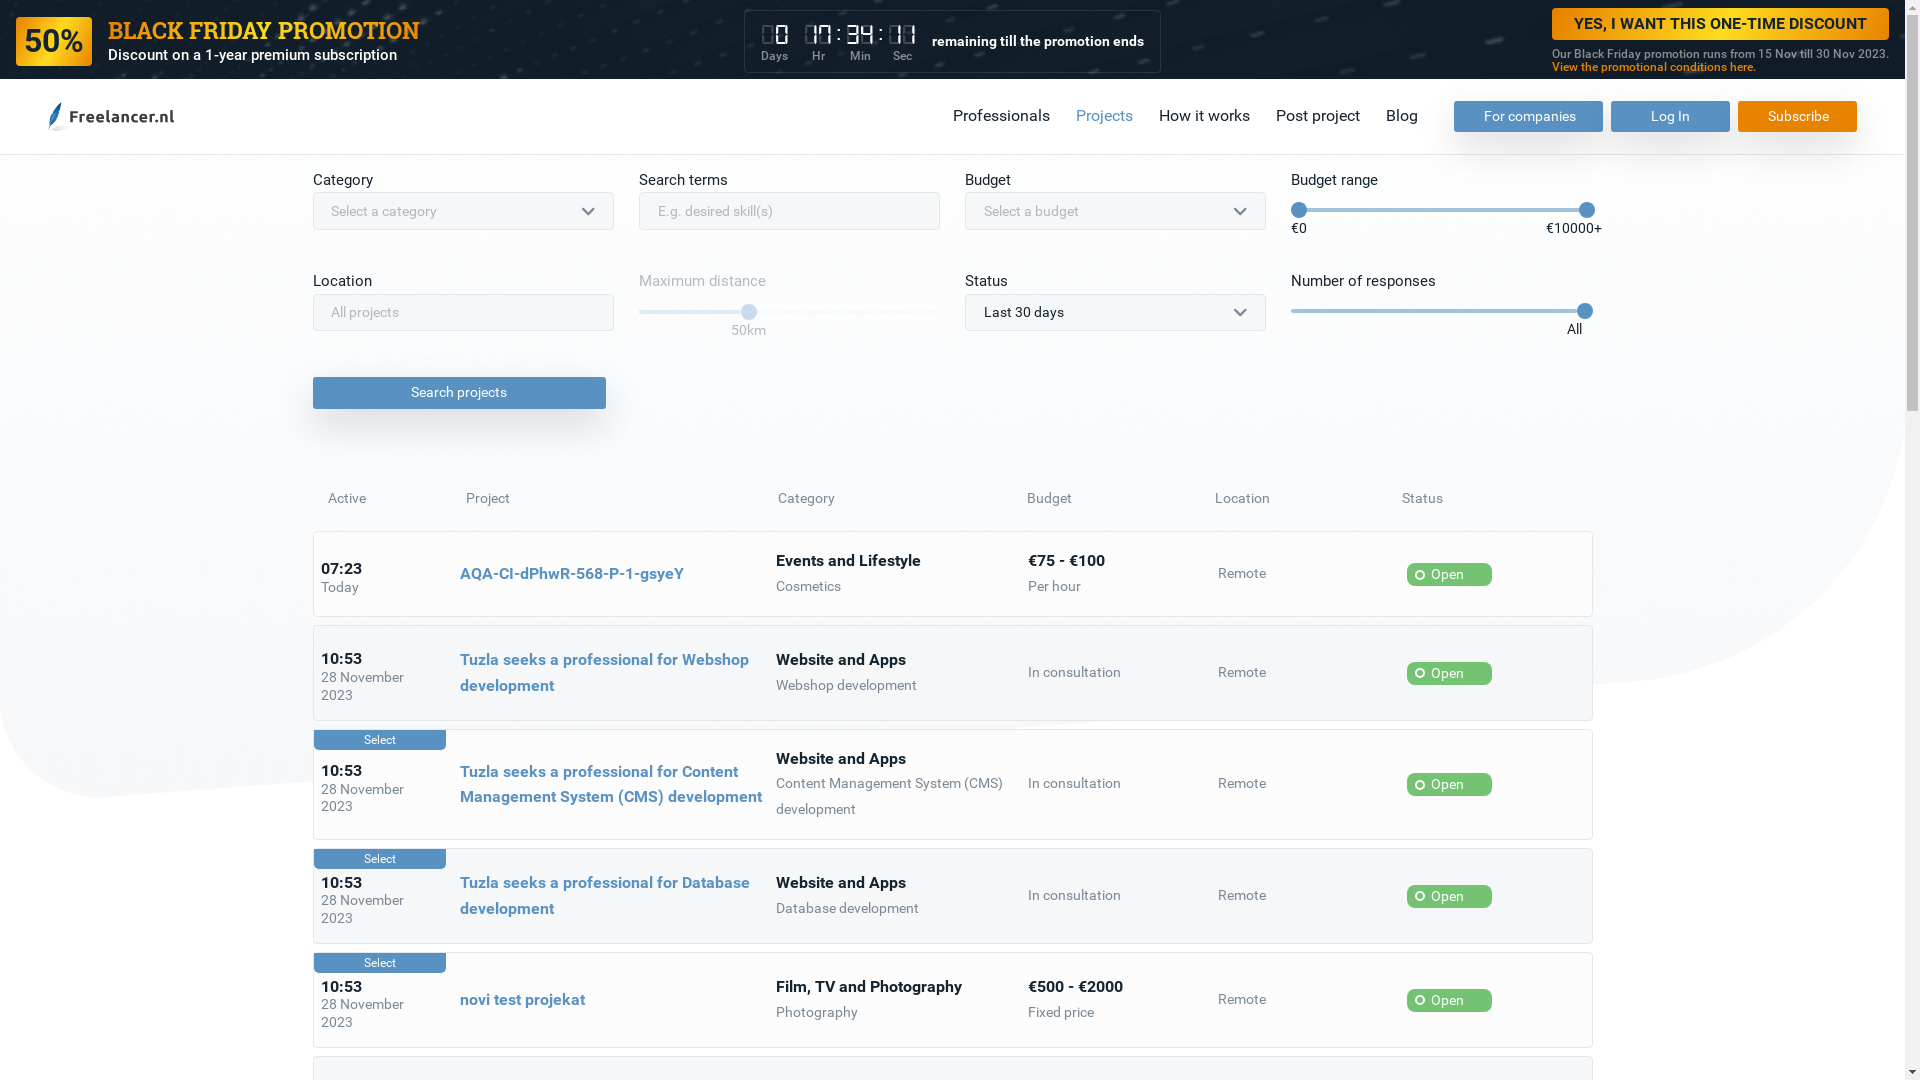 50%
BLACK FRIDAY PROMOTION
Discount on a 1-year premium subscription
0 17:34:11
Days Hr Min Sec
remaining till the promotion ends
YES, I WANT THIS ONE-TIME DISCOUNT
Our Black Friday promotion runs from 15 Nov till 30 Nov 2023.
View the promotional conditions here.
Freelancer.nl
Professionals Projects How it works Post project Blog For companies Log In Subscribe
Category Search terms Budget Budget range
Select a category E.g. desired skill(s) Select a budget
€0 €10000+
Location Maximum distance Status Number of responses
All projects Last 30 days
50km All
Search projects
Active Project Category Budget Location Status
07:23
Today
AQA-CI-dPhwR-568-P-1-gsyeY
Events and Lifestyle
Cosmetics
€75 - €100
Per hour
Remote
Open
10:53
28 November
2023
Tuzla seeks a professional for Webshop
development
Website and Apps
Webshop development
In consultation
Remote
Open
Select
10:53
28 November
2023
Tuzla seeks a professional for Content
Management System (CMS) development
Website and Apps
Content Management System (CMS)
development
In consultation
Remote
Open
Select
10:53
28 November
2023
Tuzla seeks a professional for Database
development
Website and Apps
Database development
In consultation
Remote
Open
Select
10:53
28 November
2023
novi test projekat
Film, TV and Photography
Photography
€500 - €2000
Fixed price
Remote
Open